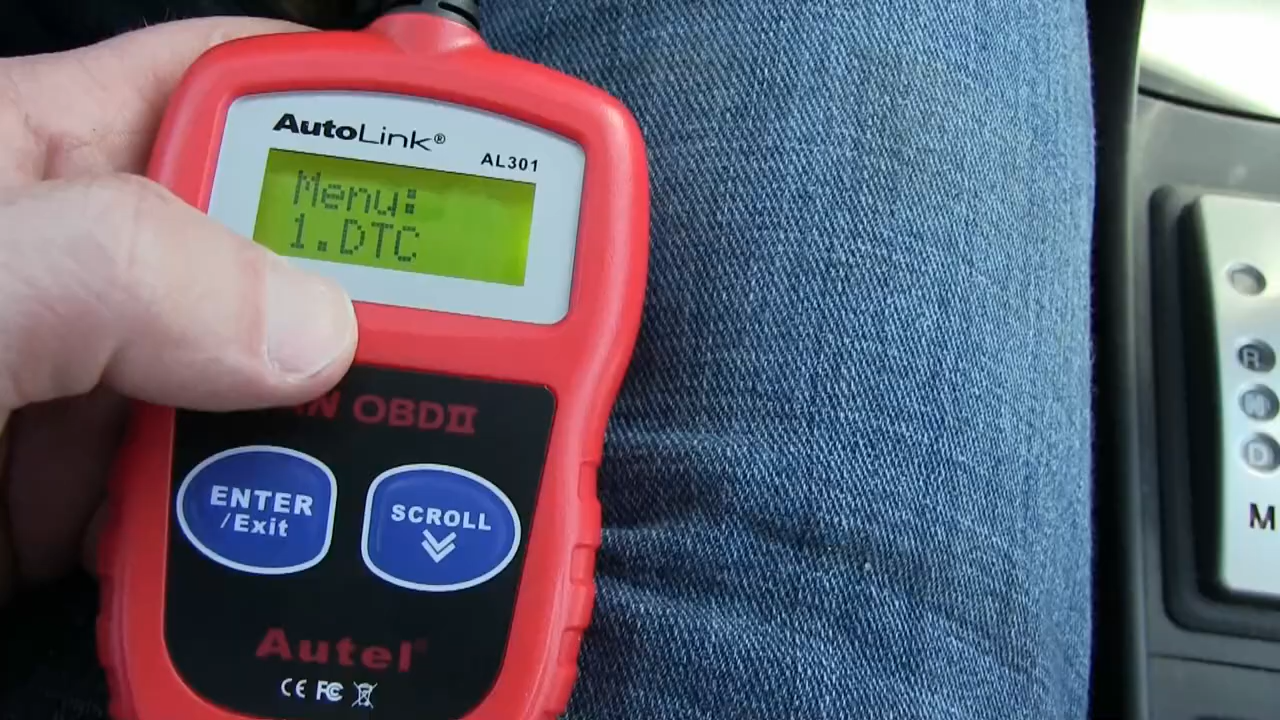 AutoLink®
AL301
Menu:
1.DTC
OBDII
ENTER
/Exit
SCROLL
Autel
CE FC
R
N
D
M